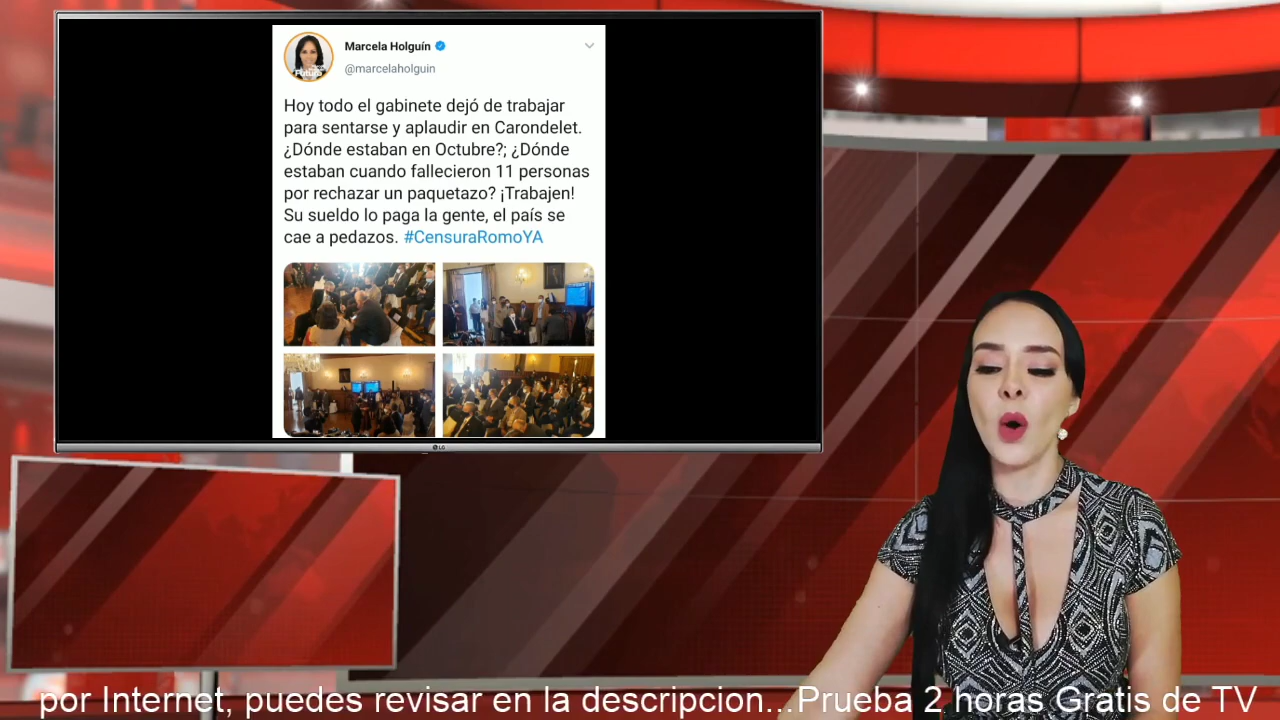 Marcela Holguín
@marcelaholguin
Hoy todo el gabinete dejó de trabajar
para sentarse y aplaudir en Carondelet.
¿Dónde estaban en Octubre?; ¿Dónde
estaban cuando fallecieron 11 personas
por rechazar un paquetazo? ¡Trabajen!
Su sueldo lo paga la gente, el país se
cae a pedazos. #CensuraRomoYA
LG
por Internet, puedes revisar en la descripcion...Prueba 2 horas Gratis de TV